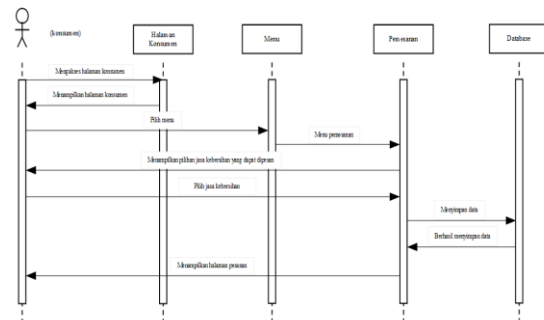 (konsumen)
Halaman
Konsumen
Menu
Pemesanan
Database
Mengakses halaman konsumen
Menampilkan halaman konsumen
Pilih menu
Menu pemesanan
Menampilkan pilihan jasa kebersihan yang dapat dipesan
Pilih jasa kebersihan
Menyimpan data
Berhasil menyimpan data
Menampilkan halaman pesanan